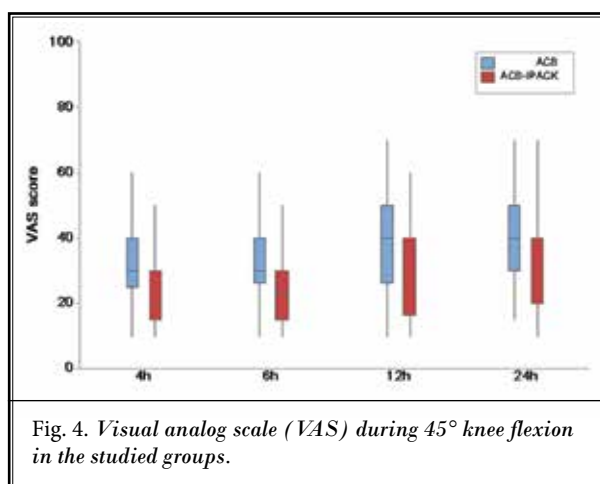 100
80
60
40
20
0
VAS score
ACB
ACB-IPACK
4h
6h
12h
24h
Fig. 4. Visual analog scale (VAS) during 45° knee flexion
in the studied groups.